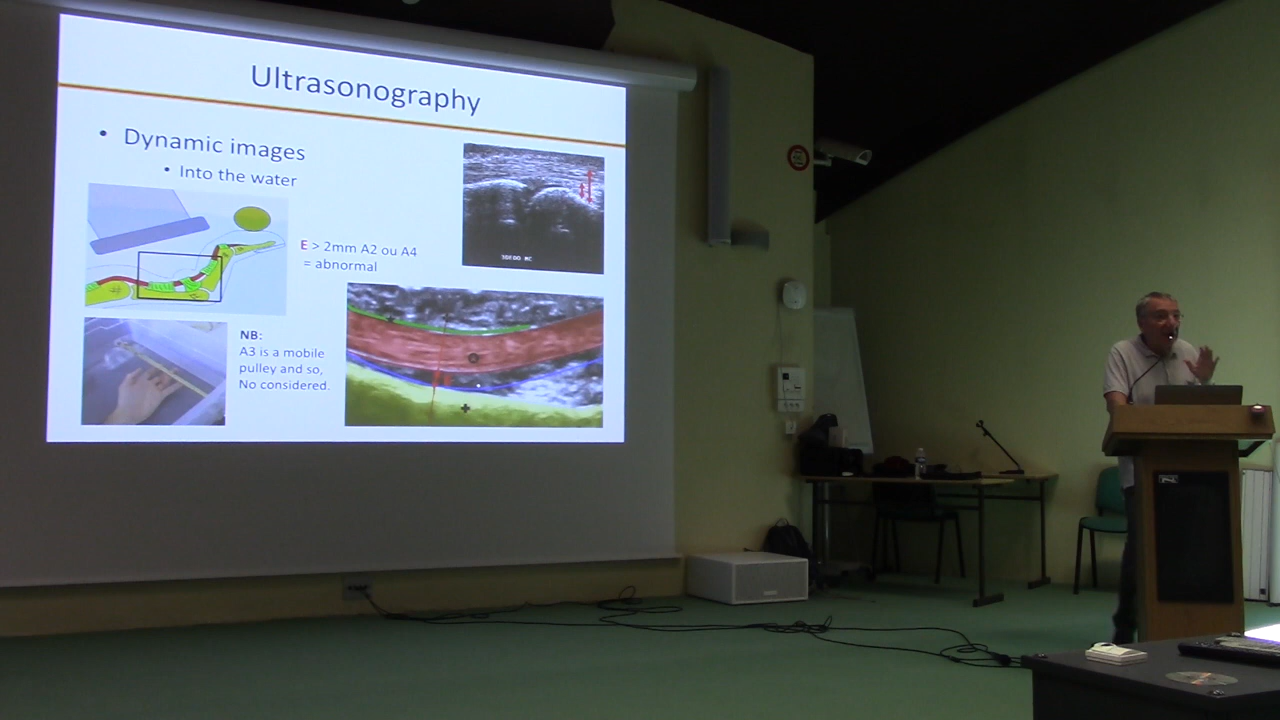 Ultrasonography
• Dynamic images
• Into the water
E > 2mm A2 ou A4
= abnormal
NB:
A3 is a mobile
pulley and so,
No considered.